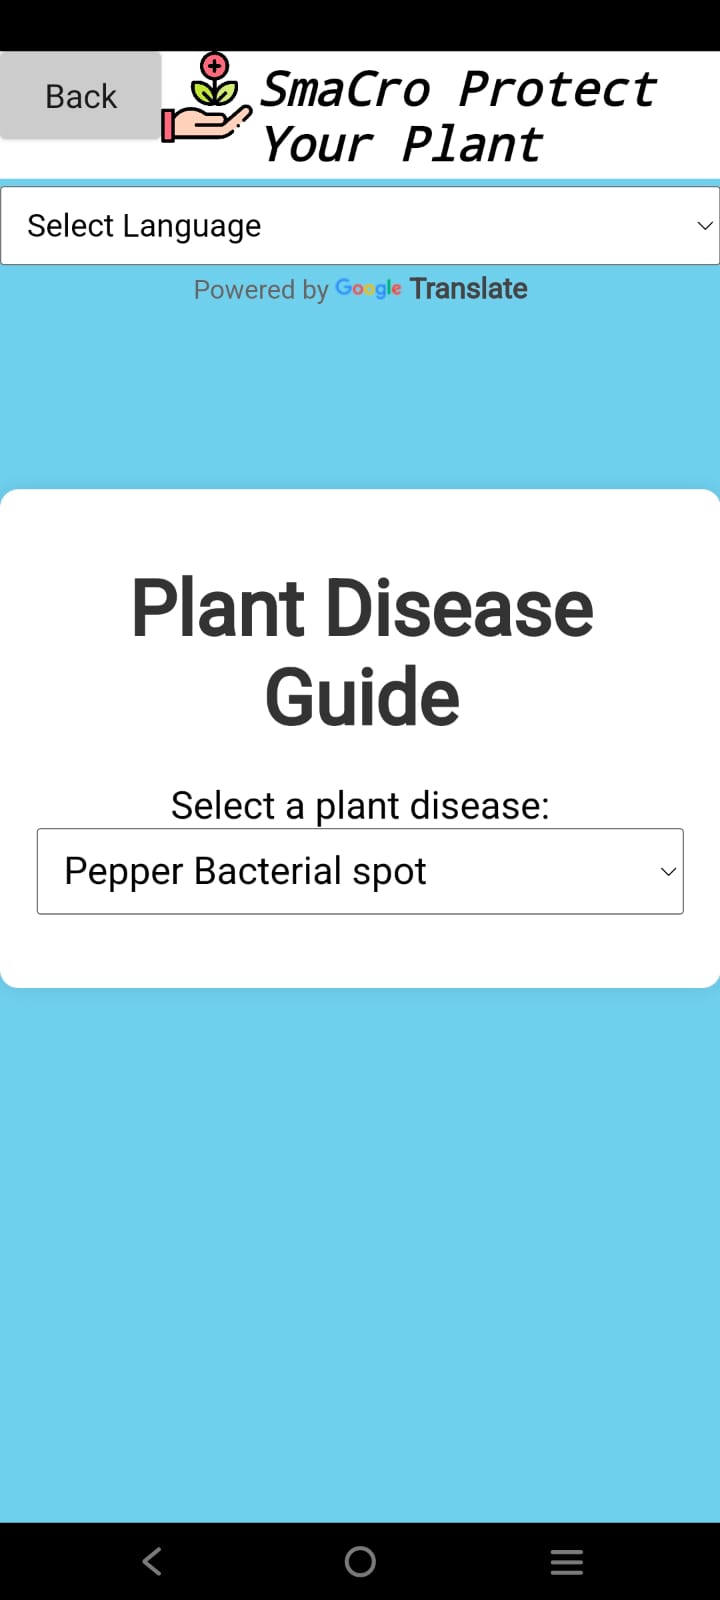 Back
SmaCro Protect
Your Plant
Select Language
Powered by Google Translate
Plant Disease
Guide
Select a plant disease:
Pepper Bacterial spot